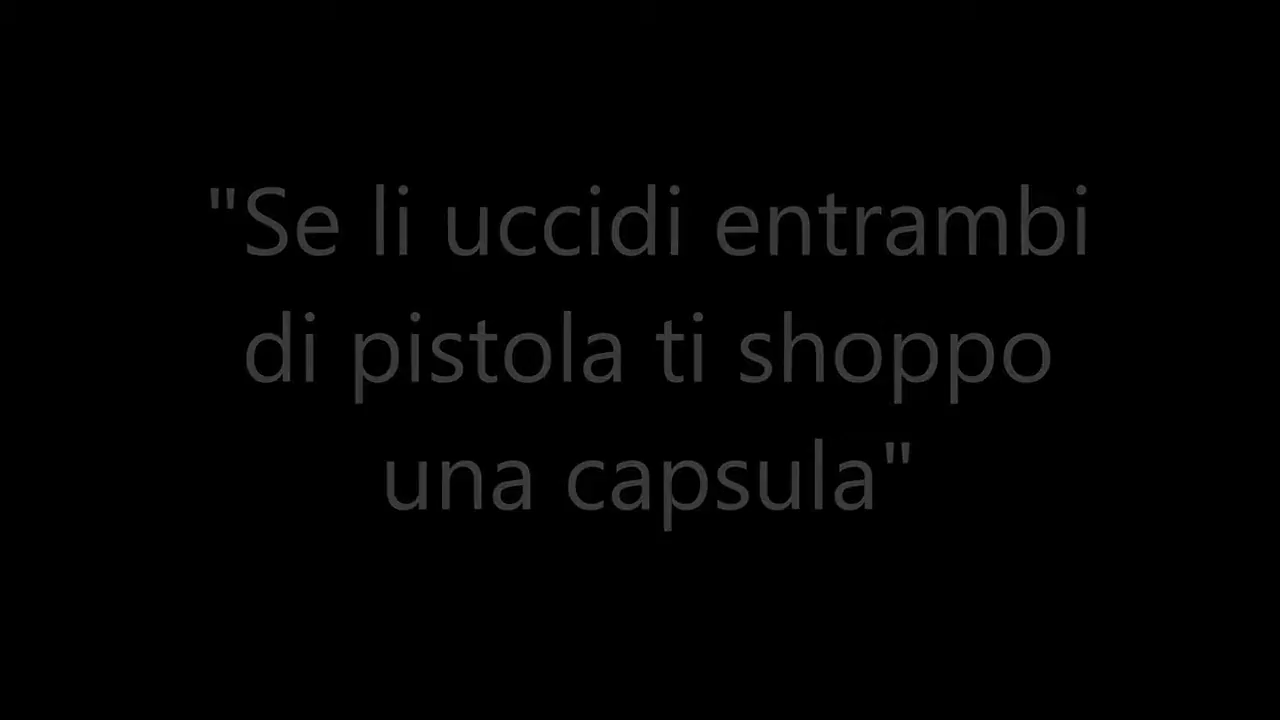 "Se li uccidi entrambi
di pistola ti shoppo
una capsula"